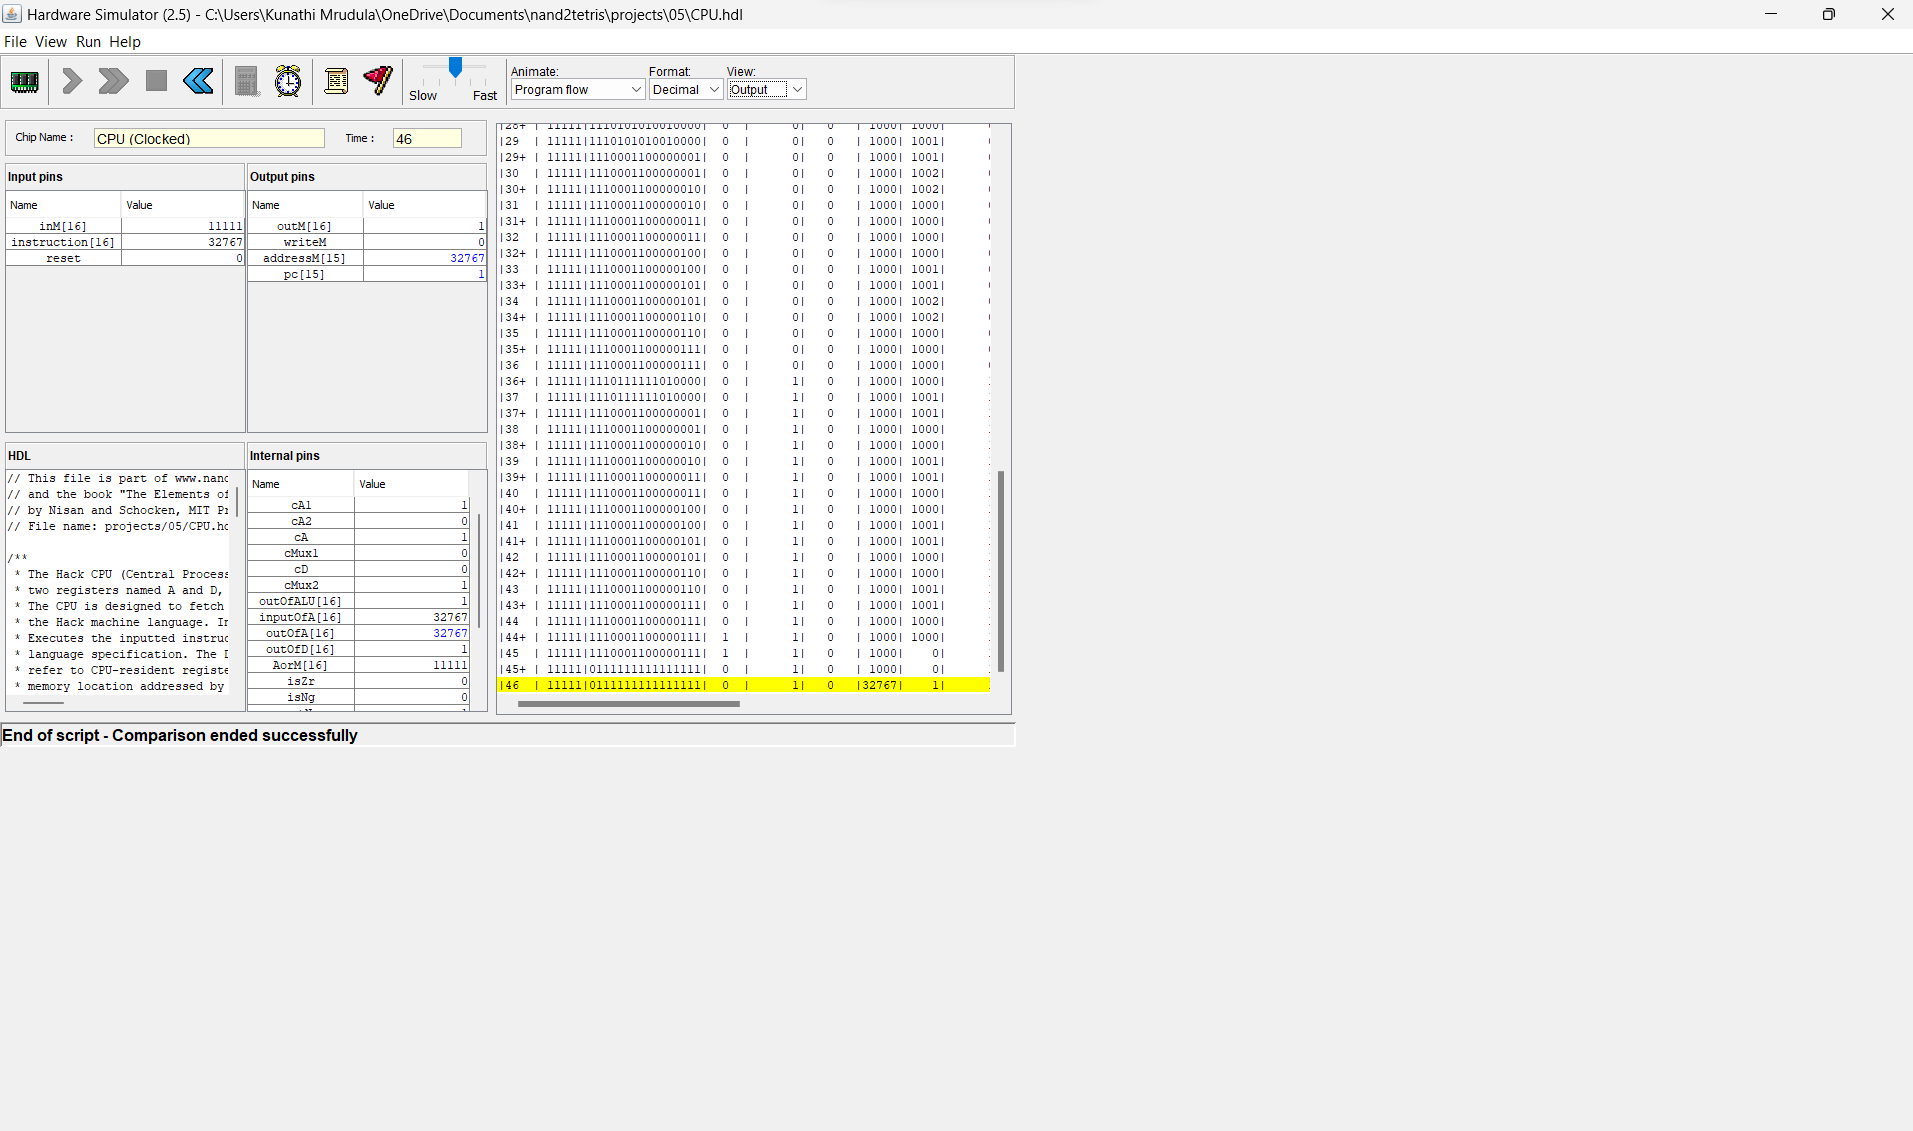 Hardware Simulator (2.5) - C:\Users\Kunathi Mrudula\OneDrive\Documents\nand2tetris\projects\05\CPU.hdl
File View Run Help
Slow Fast
Animate: Format: View:
Program flow Decimal Output
Chip Name : CPU (Clocked) Time : 46
Input pins
Name Value
inM[16] 11111
instruction[16] 32767
reset 0
Output pins
Name Value
outM[16] 1
writeM 0
addressM[15] 32767
pc[15] 1
HDL
// This file is part of www.nand
// and the book "The Elements of
// by Nisan and Schocken, MIT Pr
// File name: projects/05/CPU.hd
/**
* The Hack CPU (Central Process
* two registers named A and D,
* The CPU is designed to fetch
* the Hack machine language. In
* Executes the inputted instruc
* language specification. The D
* refer to CPU-resident registe
* memory location addressed by
Internal pins
Name Value
cA1 1
cA2 0
cA 1
cMux1 0
cD 0
cMux2 1
outOfALU[16] 1
inputOfA[16] 32767
outOfA[16] 32767
outOfD[16] 1
AorM[16] 11111
isZr 0
isNg 0
|28+ | 11111|1110101010010000| 0 | 0| 0 | 1000| 1000|
|29 | 11111|1110101010010000| 0 | 0| 0 | 1000| 1001|
|29+ | 11111|1110001100000001| 0 | 0| 0 | 1000| 1001|
|30 | 11111|1110001100000001| 0 | 0| 0 | 1000| 1002|
|30+ | 11111|1110001100000010| 0 | 0| 0 | 1000| 1002|
|31 | 11111|1110001100000010| 0 | 0| 0 | 1000| 1000|
|31+ | 11111|1110001100000011| 0 | 0| 0 | 1000| 1000|
|32 | 11111|1110001100000011| 0 | 0| 0 | 1000| 1000|
|32+ | 11111|1110001100000100| 0 | 0| 0 | 1000| 1000|
|33 | 11111|1110001100000100| 0 | 0| 0 | 1000| 1001|
|33+ | 11111|1110001100000101| 0 | 0| 0 | 1000| 1001|
|34 | 11111|1110001100000101| 0 | 0| 0 | 1000| 1002|
|34+ | 11111|1110001100000110| 0 | 0| 0 | 1000| 1002|
|35 | 11111|1110001100000110| 0 | 0| 0 | 1000| 1000|
|35+ | 11111|1110001100000111| 0 | 0| 0 | 1000| 1000|
|36 | 11111|1110001100000111| 0 | 0| 0 | 1000| 1000|
|36+ | 11111|1110111111010000| 0 | 1| 0 | 1000| 1000|
|37 | 11111|1110111111010000| 0 | 1| 0 | 1000| 1001|
|37+ | 11111|1110001100000001| 0 | 1| 0 | 1000| 1001|
|38 | 11111|1110001100000001| 0 | 1| 0 | 1000| 1000|
|38+ | 11111|1110001100000010| 0 | 1| 0 | 1000| 1000|
|39 | 11111|1110001100000010| 0 | 1| 0 | 1000| 1001|
|39+ | 11111|1110001100000011| 0 | 1| 0 | 1000| 1001|
|40 | 11111|1110001100000011| 0 | 1| 0 | 1000| 1000|
|40+ | 11111|1110001100000100| 0 | 1| 0 | 1000| 1000|
|41 | 11111|1110001100000100| 0 | 1| 0 | 1000| 1001|
|41+ | 11111|1110001100000101| 0 | 1| 0 | 1000| 1001|
|42 | 11111|1110001100000101| 0 | 1| 0 | 1000| 1000|
|42+ | 11111|1110001100000110| 0 | 1| 0 | 1000| 1000|
|43 | 11111|1110001100000110| 0 | 1| 0 | 1000| 1001|
|43+ | 11111|1110001100000111| 0 | 1| 0 | 1000| 1001|
|44 | 11111|1110001100000111| 0 | 1| 0 | 1000| 1000|
|44+ | 11111|1110001100000111| 1 | 1| 0 | 1000| 1000|
|45 | 11111|1110001100000111| 1 | 1| 0 | 1000| 0|
|45+ | 11111|0111111111111111| 0 | 1| 0 | 1000| 0|
|46 | 11111|0111111111111111| 0 | 1| 0 |32767| 1|
End of script - Comparison ended successfully